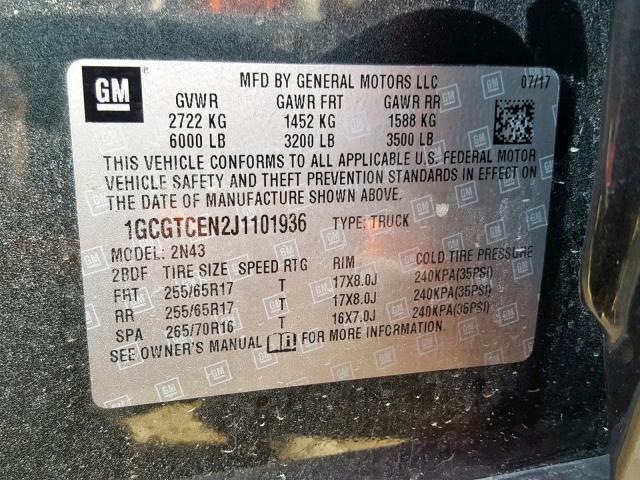 GM
MFD BY GENERAL MOTORS LLC 07/17
GVWR GAWR FRT GAWR RR
2722 KG 1452 KG 1588 KG
6000 LB 3200 LB 3500 LB
THIS VEHICLE CONFORMS TO ALL APPLICABLE U.S. FEDERAL MOTOR
VEHICLE SAFETY AND THEFT PREVENTION STANDARDS IN EFFECT ON
THE DATE OF MANUFACTURE SHOWN ABOVE.
1GCGTCEN2J1101936 TYPE: TRUCK
MODEL: 2N43
2BDF TIRE SIZE SPEED RTG RIM COLD TIRE PRESSURE
FRT 255/65R17 T 17X8.0J 240KPA(35PSI)
RR 255/65R17 T 17X8.0J 240KPA(35PSI)
SPA 265/70R16 T 16X7.0J 240KPA(35PSI)
SEE OWNER'S MANUAL FOR MORE INFORMATION.